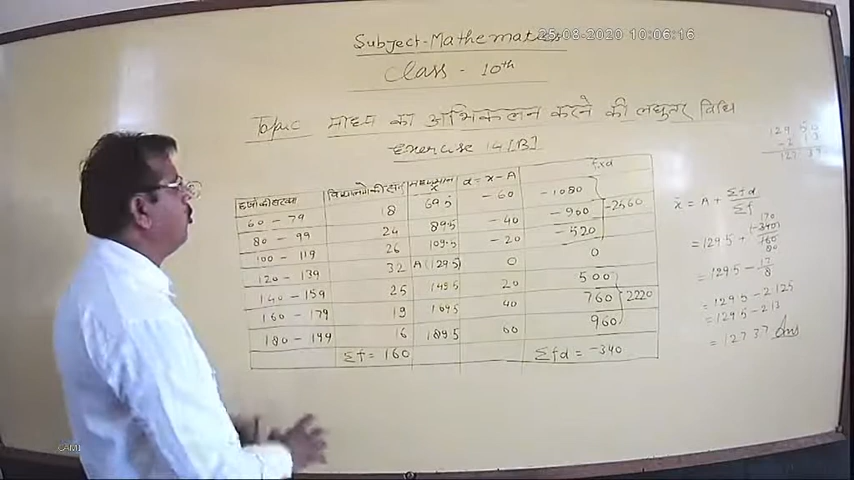 Subject-Mathematics
25-08-2020 10:06:16
Class - 10th
Topic माध्यम का अभिकलन करने की लघुतर विधि
Exercise 14[B]
d = x - A f×d
60 - 79 18 69.5 - 60 - 1080
80 - 99 24 89.5 - 40 - 900 -2560
100 - 119 26 109.5 - 20 - 520
120 - 139 32 A(129.5) 0 0
140 - 159 25 149.5 20 500
160 - 179 19 169.5 40 760 2220
180 - 199 16 189.5 60 960
Σf = 160 Σfd = -340
129.50
- 2.13
127.37
x̄ = A + Σfd/Σf
= 129.5 + (-340)/160
= 129.5 - 17/8
= 129.5 - 2.125
= 129.5 - 2.13
= 127.37 Ans
CAM1